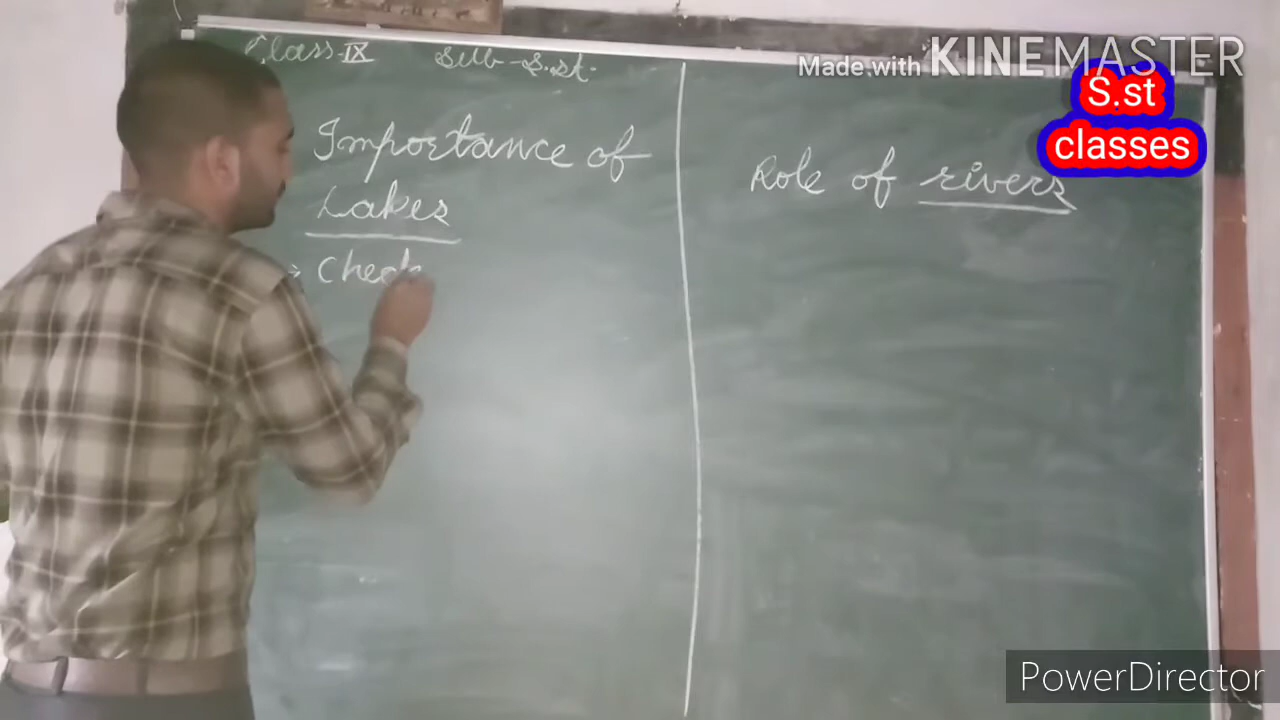 Class-IX Sub-S.st.
Importance of
Lakes
Check
Role of rivers
Made with KINEMASTER
S.st
classes
PowerDirector